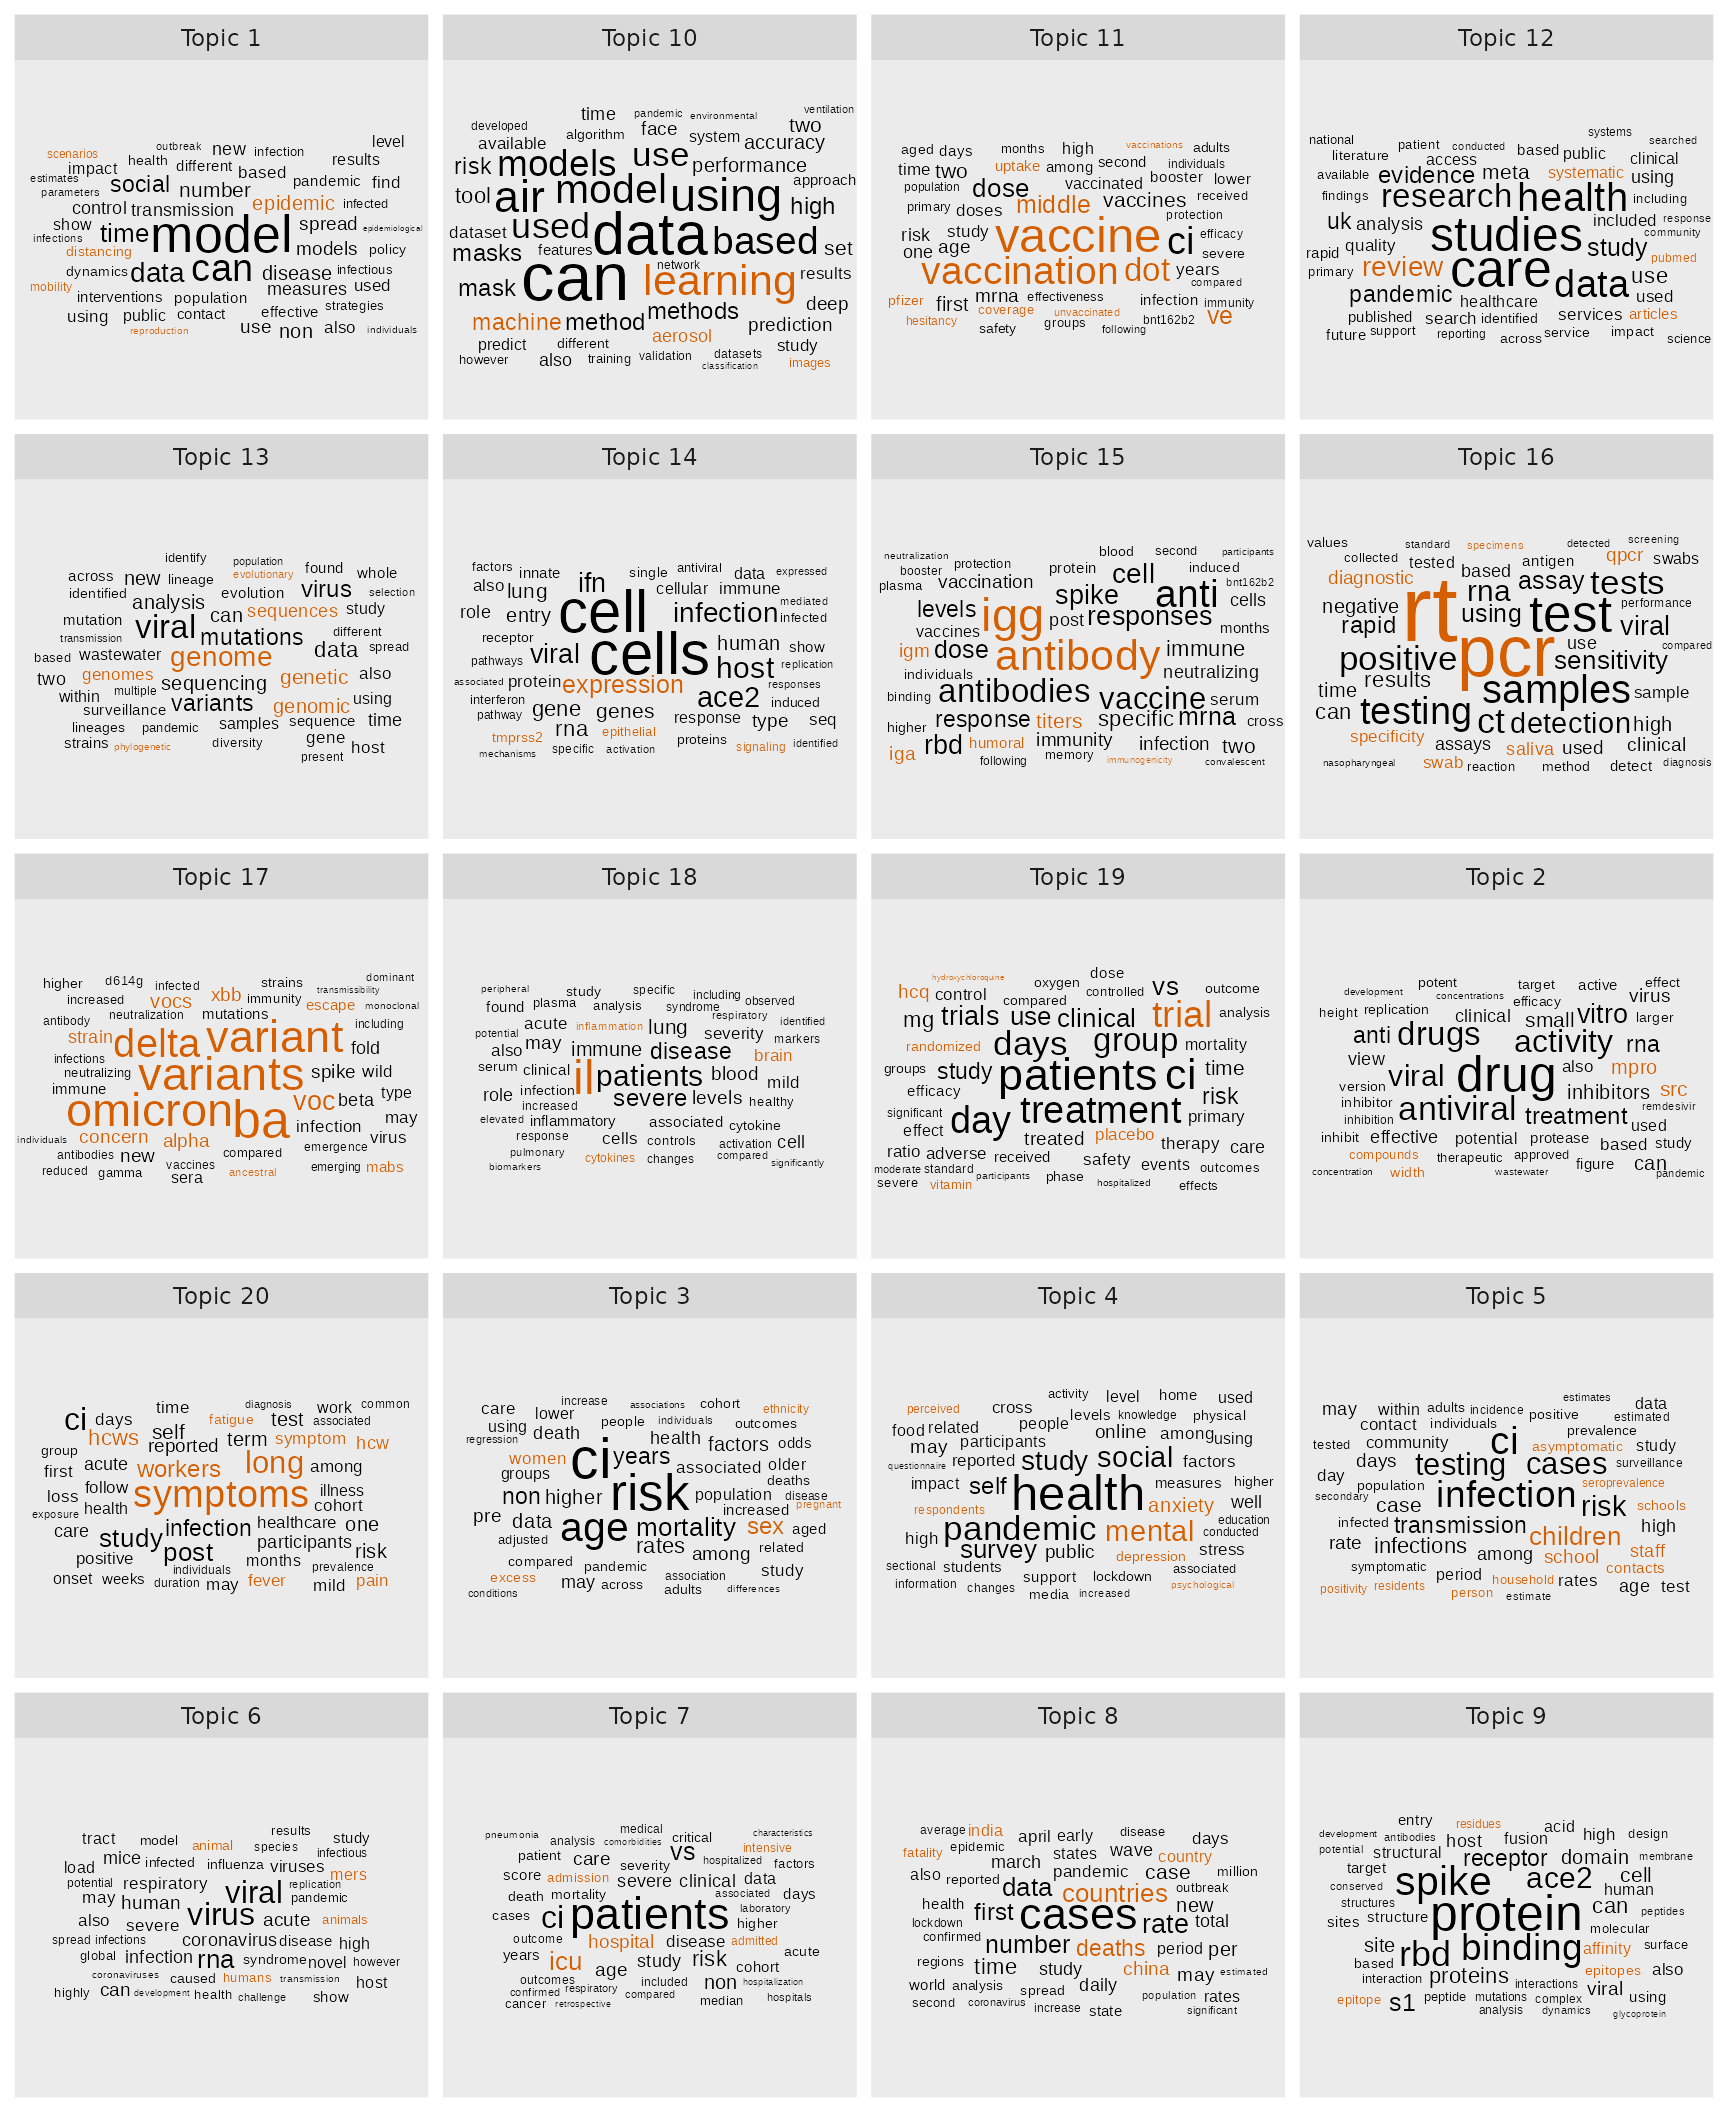 Topic 1
outbreak new infection level
scenarios impact health different based results
estimates parameters social number pandemic find
control transmission epidemic infected
show time model spread epidemiological
infections distancing models policy
dynamics data can disease infectious
mobility interventions population measures used
using public contact effective strategies
reproduction use non also individuals
Topic 10
time pandemic environmental ventilation
developed algorithm face system two
available models use accuracy
risk performance
tool air model using approach high
dataset used data based set
masks features network
mask can learning results
machine method methods deep
aerosol prediction
predict different study
however also training validation datasets images
classification
Topic 11
aged days months high vaccinations adults
time two uptake among second individuals
population dose vaccinated booster lower
primary doses middle vaccines received
risk study protection
one age vaccine ci efficacy
vaccination dot years severe
compared
pfizer first mrna effectiveness infection immunity
hesitancy coverage unvaccinated bnt162b2 ve
safety groups following
Topic 12
national systems searched
literature patient conducted based public clinical
available evidence access meta systematic using
findings research health including
uk analysis included response
rapid quality studies study community
primary review care pubmed
pandemic data use
published healthcare used
search identified services articles
future support reporting across service impact science
Topic 13
identify population found whole
across new lineage evolutionary
identified analysis evolution virus selection
mutation viral can sequences study
transmission mutations different
based wastewater genome data spread
two genomes sequencing genetic also
within multiple variants genomic using
surveillance
lineages pandemic samples sequence time
strains phylogenetic diversity gene host
present
Topic 14
factors innate ifn single antiviral data expressed
also lung cellular immune
role entry cell infection mediated
infected
receptor viral cells human show
pathways host replication
associated protein expression responses
interferon gene genes ace2 induced
pathway rna response type seq
tmprss2 epithelial proteins signaling identified
mechanisms specific activation
Topic 15
neutralization blood second participants
booster protection protein cell induced
plasma vaccination spike anti bnt162b2
levels igg cells
vaccines post responses months
igm dose antibody immune
individuals neutralizing
binding antibodies vaccine serum
higher response titers specific mrna cross
iga rbd humoral immunity infection two
following memory immunogenicity convalescent
Topic 16
values standard specimens detected screening
collected tested antigen qpcr swabs
diagnostic based assay tests
negative rt rna test performance
rapid using viral
positive pcr use compared
results sensitivity
time samples sample
can testing ct detection high
specificity assays saliva used clinical
nasopharyngeal swab reaction method detect diagnosis
Topic 17
higher d614g infected strains dominant
increased vocs xbb immunity transmissibility
antibody neutralization mutations escape monoclonal
strain delta variant including
infections fold
neutralizing variants spike wild
immune omicron voc beta type
ba infection may
individuals concern alpha emergence virus
antibodies new compared
reduced gamma vaccines ancestral emerging mabs
sera
Topic 18
peripheral study specific including observed
found plasma analysis syndrome respiratory
potential acute inflammation lung severity identified
also may immune disease markers
serum clinical brain
il patients blood mild
role infection severe levels healthy
increased
elevated inflammatory associated cytokine
response cells controls activation cell
pulmonary cytokines changes compared
biomarkers significantly
Topic 19
hydroxychloroquine oxygen dose
hcq control compared controlled vs outcome
mg trials use clinical trial analysis
randomized days group mortality
groups study patients ci time
efficacy risk
significant day treatment primary
effect treated placebo therapy care
ratio adverse received safety events outcomes
moderate standard participants phase hospitalized
severe vitamin effects
Topic 2
development potent target active effect
concentrations efficacy virus
height replication clinical small vitro larger
anti drugs activity rna
view viral drug also mpro
version inhibitors src
inhibitor antiviral remdesivir
inhibition treatment used
inhibit effective potential protease based study
compounds therapeutic approved figure can
concentration width wastewater pandemic
Topic 20
time diagnosis work common
ci days self fatigue test associated
hcws reported term symptom hcw
group acute workers long among
first follow
loss symptoms illness
exposure health cohort
care study infection healthcare one
positive post participants risk
individuals months prevalence
onset weeks duration may fever mild pain
Topic 3
care increase associations cohort ethnicity
using lower people individuals outcomes
regression death health factors odds
women ci years associated older
groups deaths
non higher risk population disease
pre increased pregnant
data age mortality sex aged
adjusted rates among related
compared pandemic study
excess may across association
conditions adults differences
Topic 4
perceived cross activity level home used
food related people levels knowledge physical
may participants online among using
questionnaire reported study social factors
impact self health measures higher
respondents anxiety well
high pandemic mental education
conducted
survey public depression stress
sectional students support lockdown associated
information changes media increased psychological
Topic 5
estimates data
may within adults incidence positive estimated
contact individuals prevalence
tested community ci asymptomatic study
days testing cases surveillance
day population seroprevalence
secondary case infection risk schools
infected transmission children high
rate infections among school staff
symptomatic period contacts
positivity residents household rates age test
person estimate
Topic 6
tract model animal results study
species infectious
load mice infected influenza viruses mers
potential respiratory viral replication
may human pandemic
also severe virus acute animals
spread infections coronavirus disease high
global infection rna syndrome novel however
coronaviruses caused humans transmission host
highly can development health challenge show
Topic 7
pneumonia medical characteristics
analysis comorbidities critical intensive
patient care vs hospitalized factors
score admission severity severe clinical data
death mortality associated days
cases ci patients laboratory higher
outcome hospital disease admitted
years icu age study risk acute
outcomes included cohort
confirmed respiratory compared non hospitalization
cancer retrospective median hospitals
Topic 8
average india april early disease days
fatality epidemic states wave country
also reported march pandemic case million
data countries outbreak
health first cases new
lockdown rate total
confirmed number deaths period per
regions time study china may estimated
world analysis spread daily population rates
second coronavirus increase state significant
Topic 9
entry residues acid
development antibodies host fusion high design
potential structural receptor domain membrane
target spike ace2 cell
conserved human
structures protein can peptides
sites structure molecular
site rbd binding affinity surface
based proteins epitopes also
interaction interactions viral
epitope s1 peptide mutations complex using
analysis dynamics glycoprotein